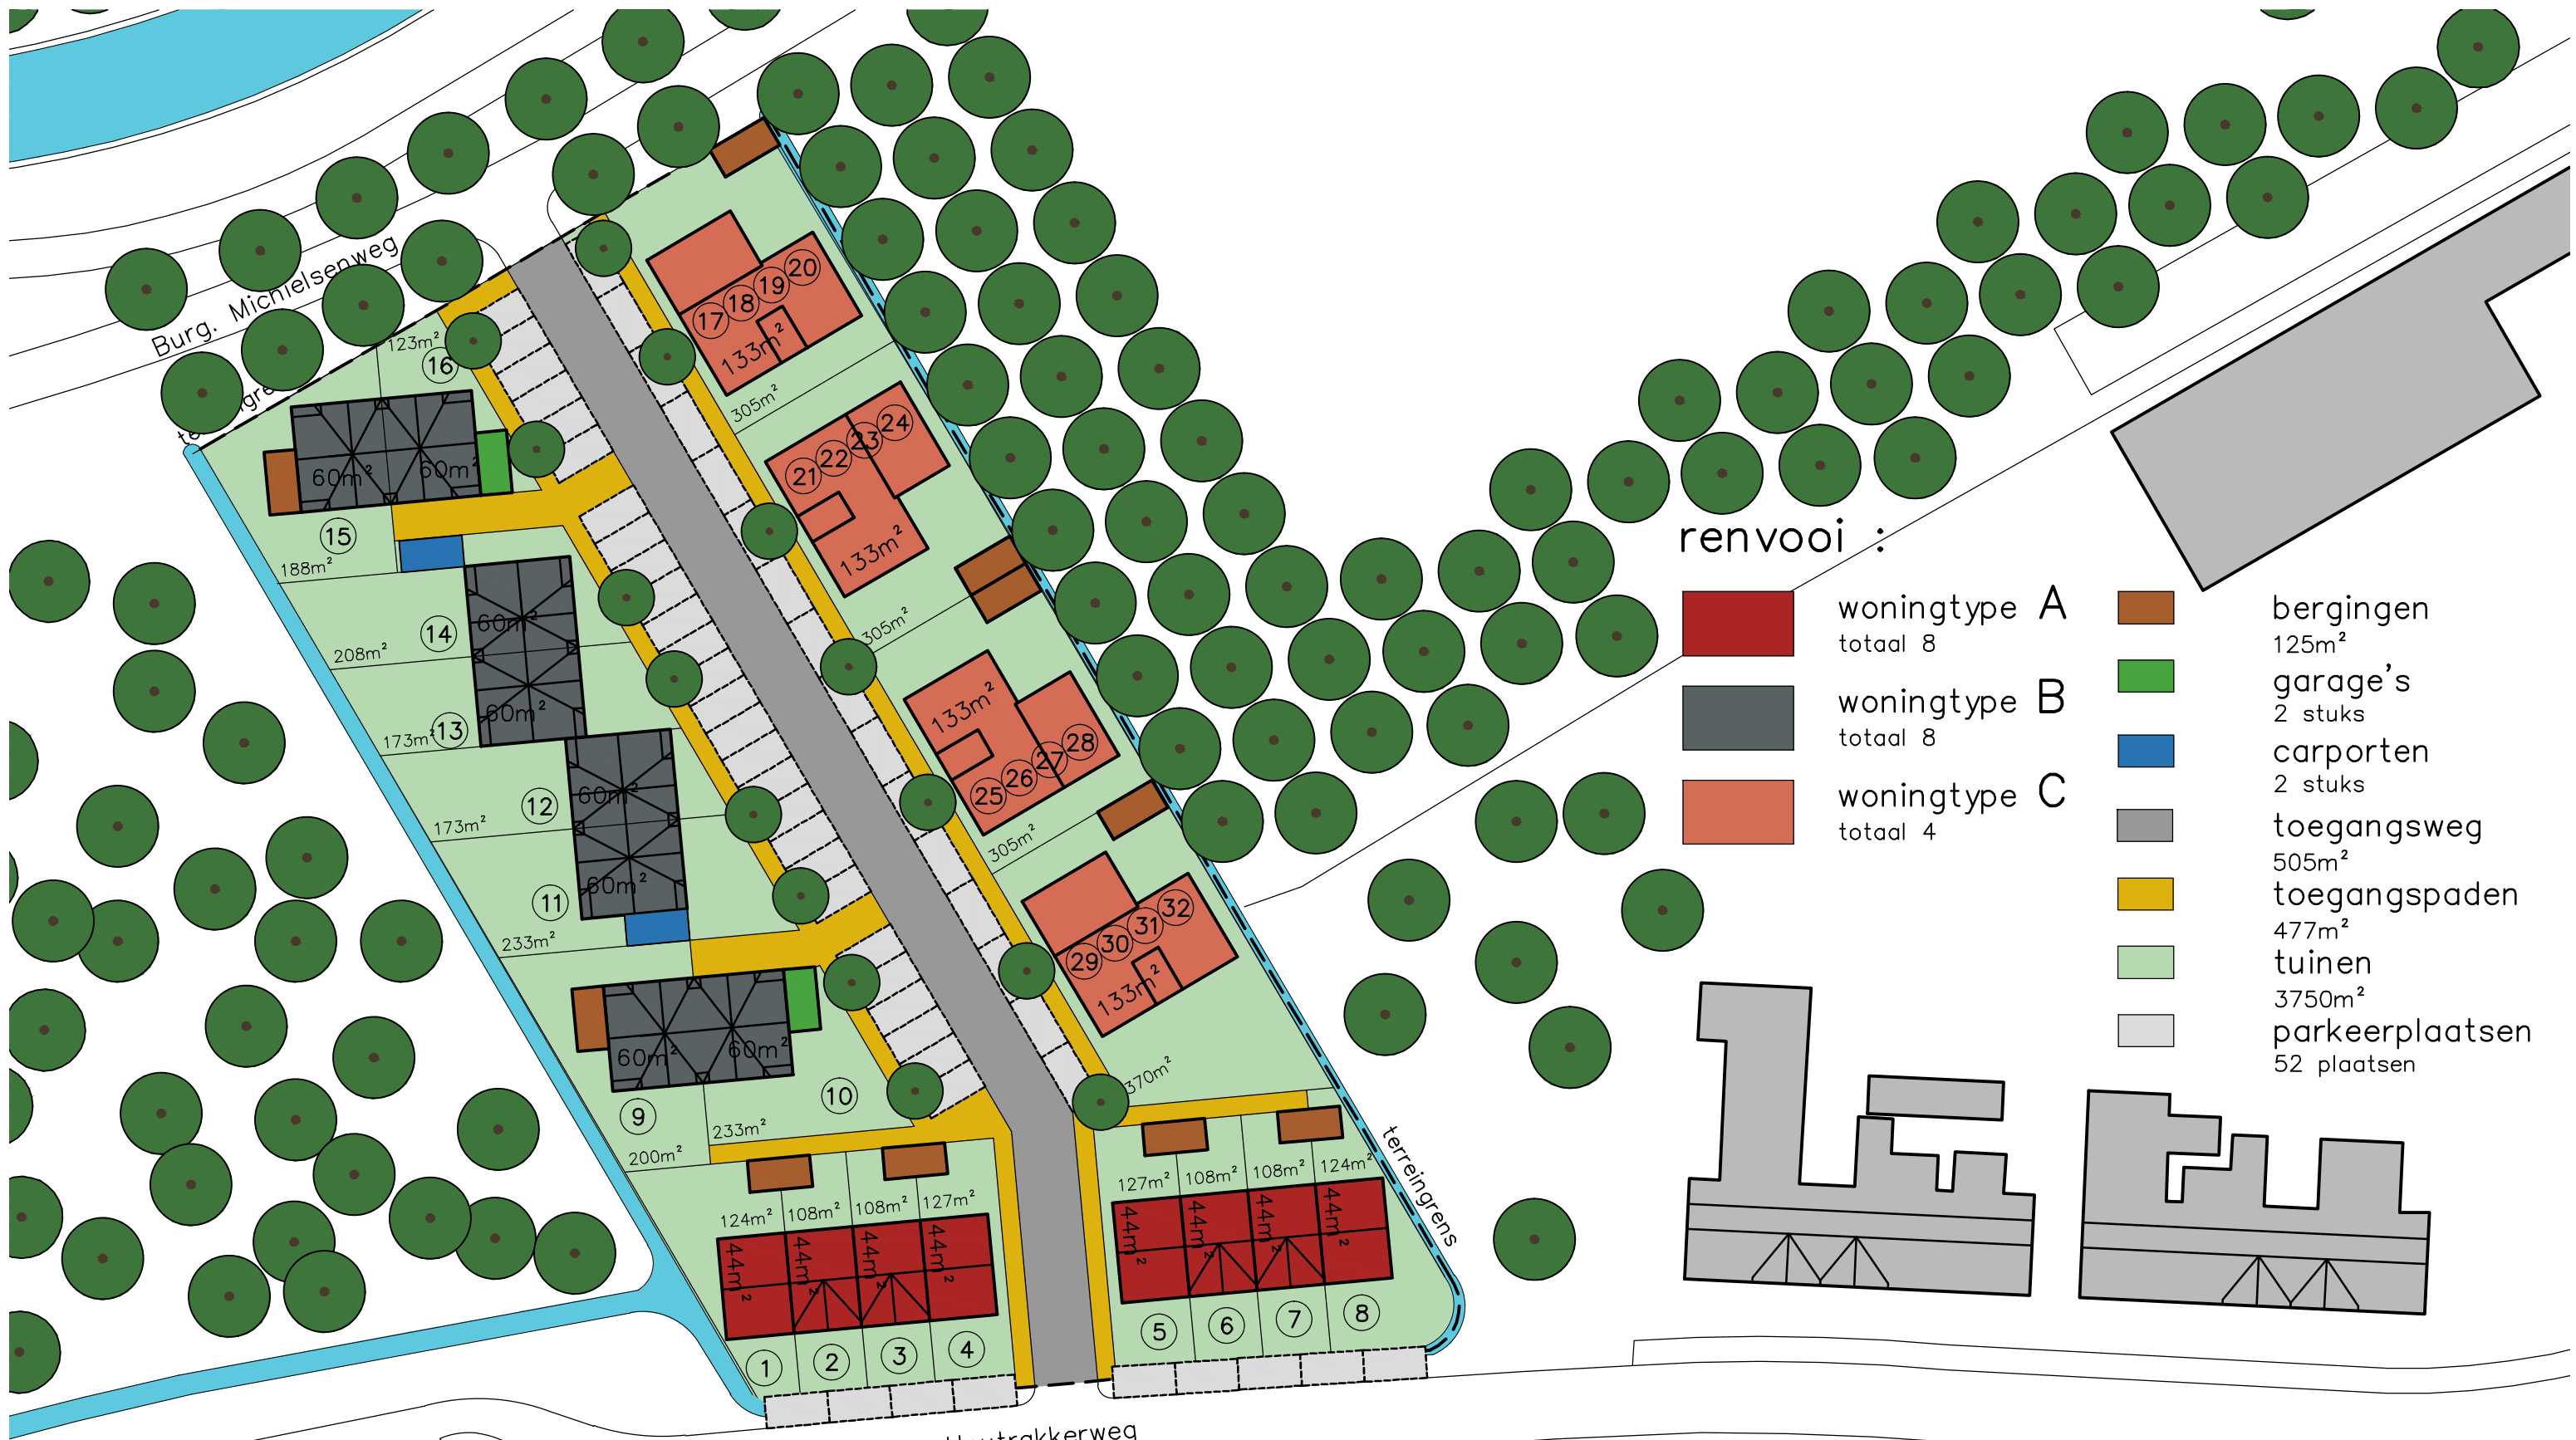 Burg. Michielsenweg
123m²
16
60m²
60m²
15
188m²
14
60m²
208m²
13
60m²
173m²
12
60m²
173m²
11
60m²
233m²
60m²
60m²
9
10
233m²
200m²
17
18
19
20
133m²
305m²
21
22
23
24
133m²
305m²
133m²
25
26
27
28
305m²
29
30
31
32
133m²
370m²
124m²
108m²
108m²
127m²
44m²
44m²
44m²
44m²
1
2
3
4
127m²
108m²
108m²
124m²
44m²
44m²
44m²
44m²
5
6
7
8
terreingrens
renvooi :
woningtype A
totaal 8
woningtype B
totaal 8
woningtype C
totaal 4
bergingen
125m²
garage's
2 stuks
carporten
2 stuks
toegangsweg
505m²
toegangspaden
477m²
tuinen
3750m²
parkeerplaatsen
52 plaatsen